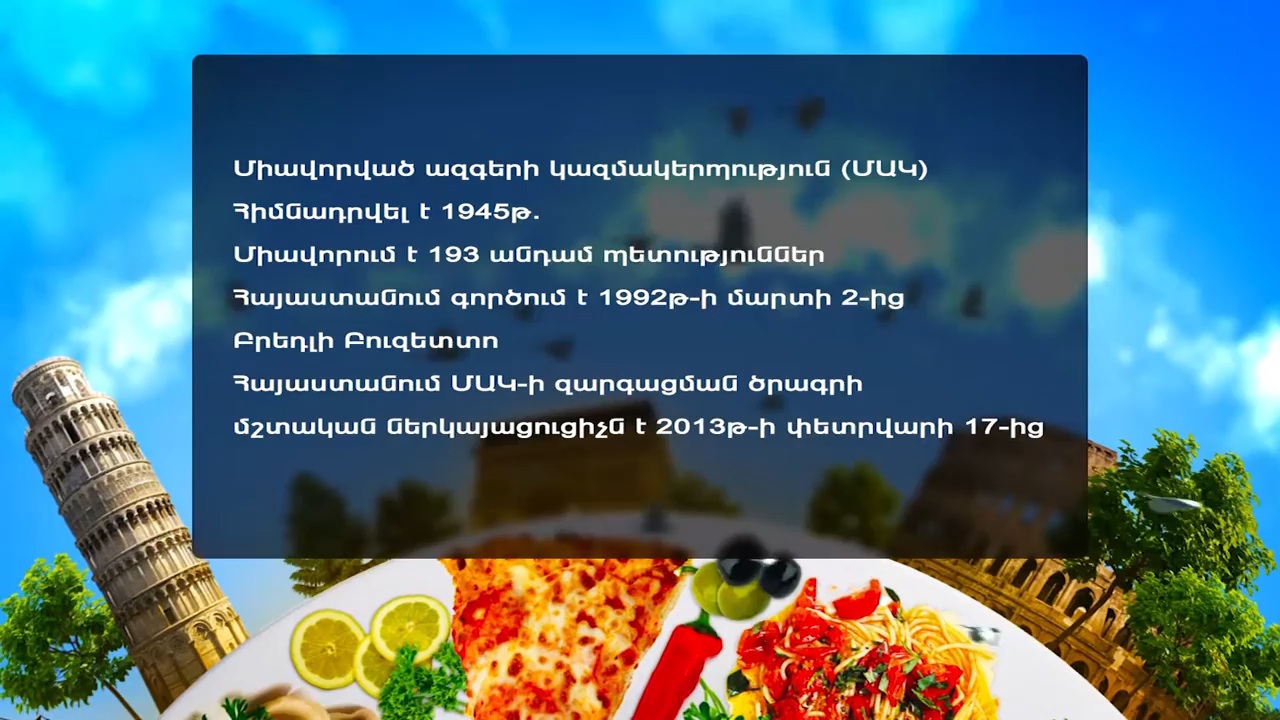 Միավորված ազգերի կազմակերպություն (ՄԱԿ)
Հիմնադրվել է 1945թ.
Միավորում է 193 անդամ պետություններ
Հայաստանում գործում է 1992թ-ի մարտի 2-ից
Բրեդլի Բուզետտո
Հայաստանում ՄԱԿ-ի զարգացման ծրագրի
մշտական ներկայացուցիչն է 2013թ-ի փետրվարի 17-ից